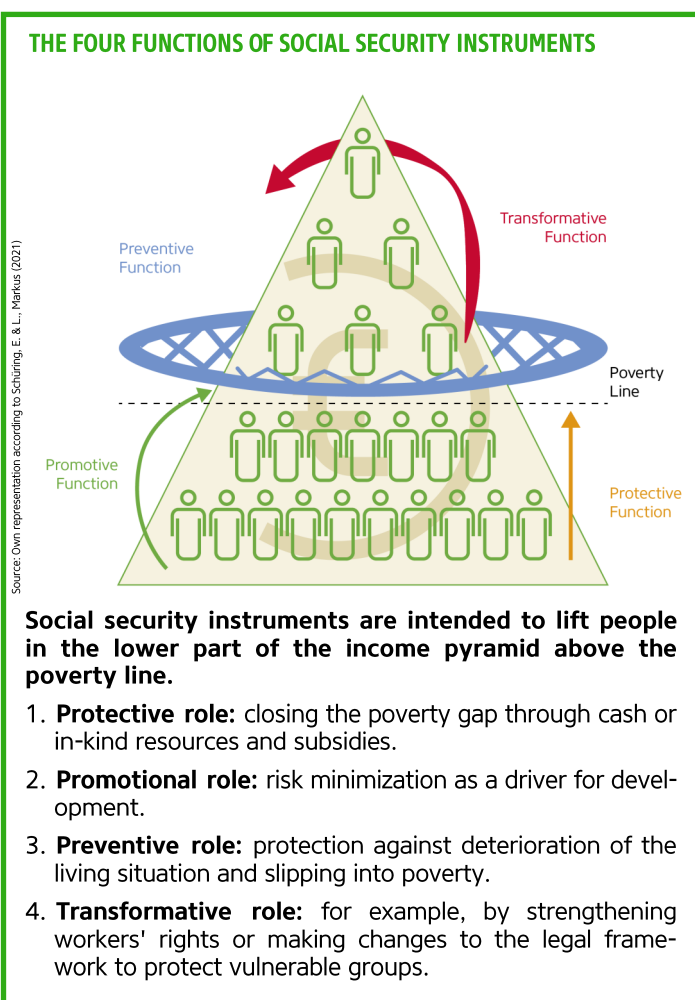 THE FOUR FUNCTIONS OF SOCIAL SECURITY INSTRUMENTS
Source: Own representation according to Schüring, E. & L., Markus (2021)
Transformative
Function
Preventive
Function
Poverty
Line
Promotive
Function
Protective
Function
Social security instruments are intended to lift people
in the lower part of the income pyramid above the
poverty line.
1. Protective role: closing the poverty gap through cash or
in-kind resources and subsidies.
2. Promotional role: risk minimization as a driver for devel-
opment.
3. Preventive role: protection against deterioration of the
living situation and slipping into poverty.
4. Transformative role: for example, by strengthening
workers' rights or making changes to the legal frame-
work to protect vulnerable groups.